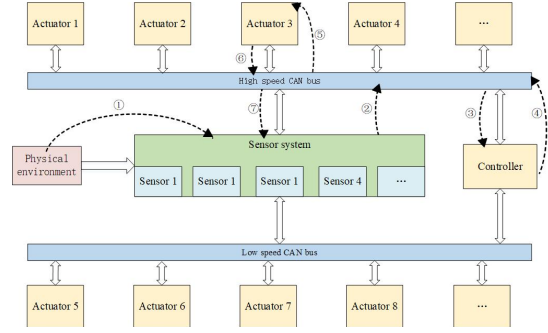 Actuator 1
Actuator 2
Actuator 3
Actuator 4
…
⑤
⑥
High speed CAN bus
①
⑦
②
③
④
Sensor system
Physical
environment
Sensor 1
Sensor 1
Sensor 1
Sensor 4
…
Controller
Low speed CAN bus
Actuator 5
Actuator 6
Actuator 7
Actuator 8
…